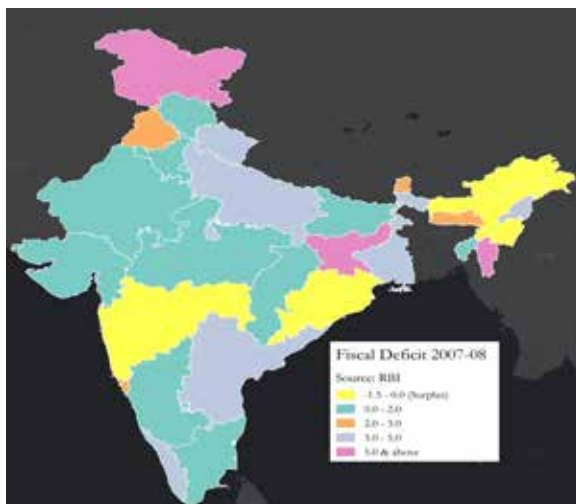 Fiscal Deficit 2007-08
Source: RBI
-1.5 - 0.0 (Surplus)
0.0 - 2.0
2.0 - 3.0
3.0 - 5.0
5.0 & above